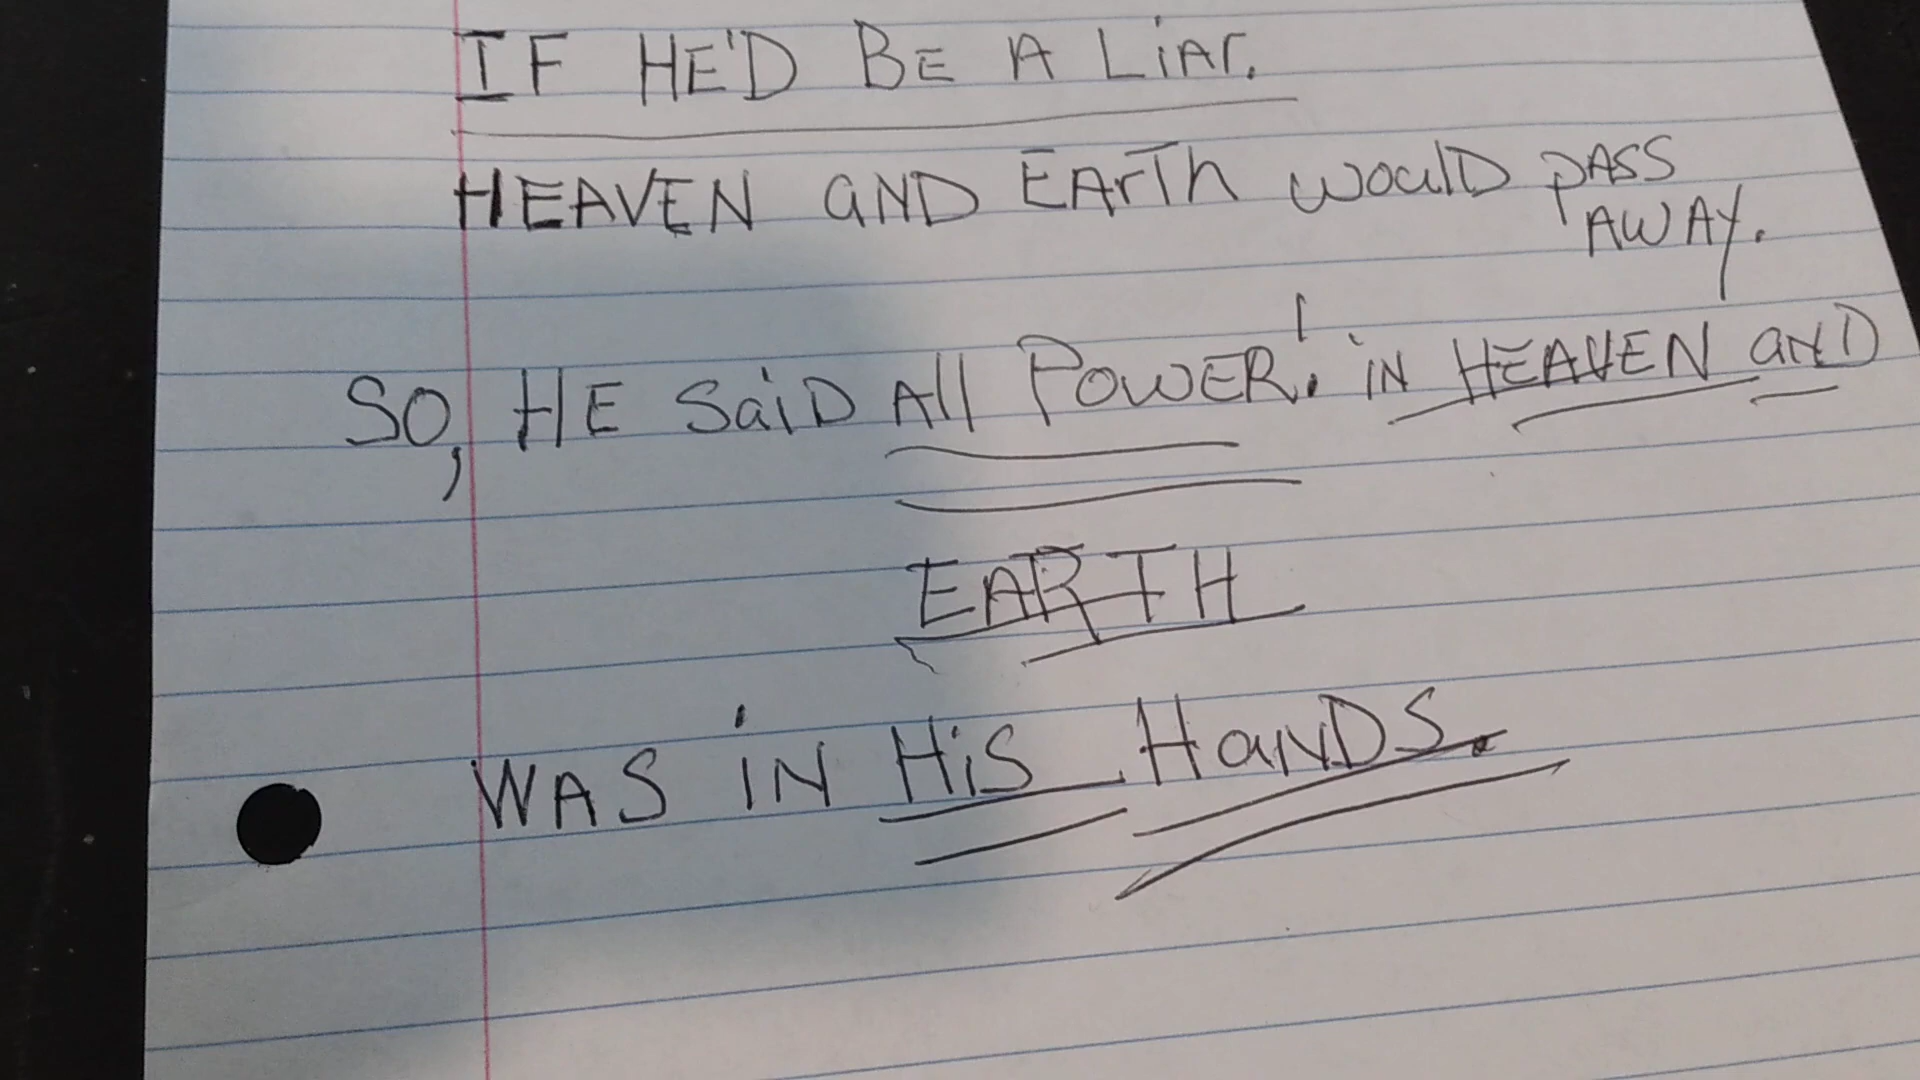 IF HE'D BE A LiAr.
HEAVEN aND EArTh WoulD pASS
AWAY.
SO, HE SaiD All POWER! iN HEAVEN aND
EARTH
WAS iN HiS HaNDS.